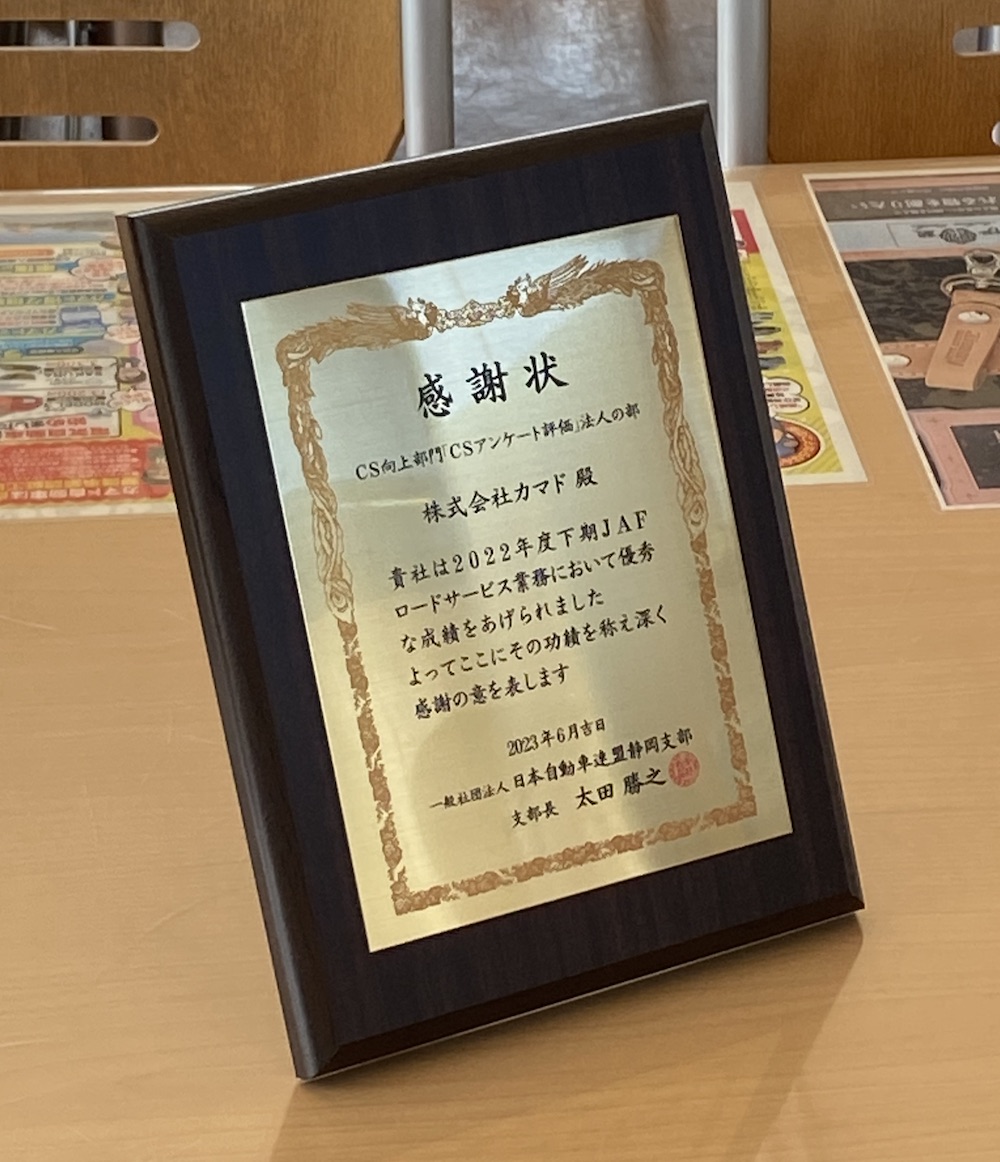 感謝状
CS向上部門「CSアンケート評価」法人の部
株式会社カマド 殿
貴社は2022年度下期JAF
ロードサービス業務において優秀
な成績をあげられました
よってここにその功績を称え深く
感謝の意を表します
2023年6月吉日
一般社団法人 日本自動車連盟静岡支部
支部長 太田 勝之